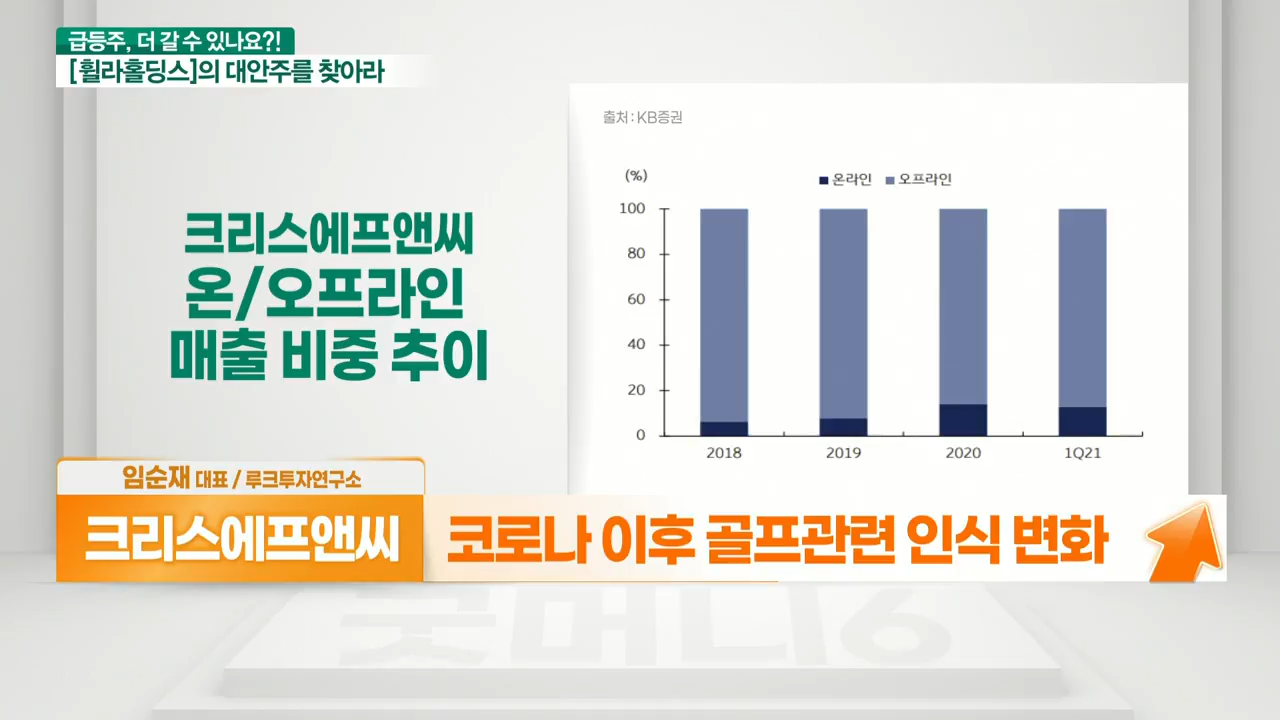 급등주, 더 갈 수 있나요?!
[휠라홀딩스]의 대안주를 찾아라
출처 : KB증권
크리스에프앤씨
온/오프라인
매출 비중 추이
(%)
온라인 오프라인
100
80
60
40
20
0
2018 2019 2020 1Q21
임순재 대표 / 루크투자연구소
크리스에프앤씨
코로나 이후 골프관련 인식 변화
굿머니6